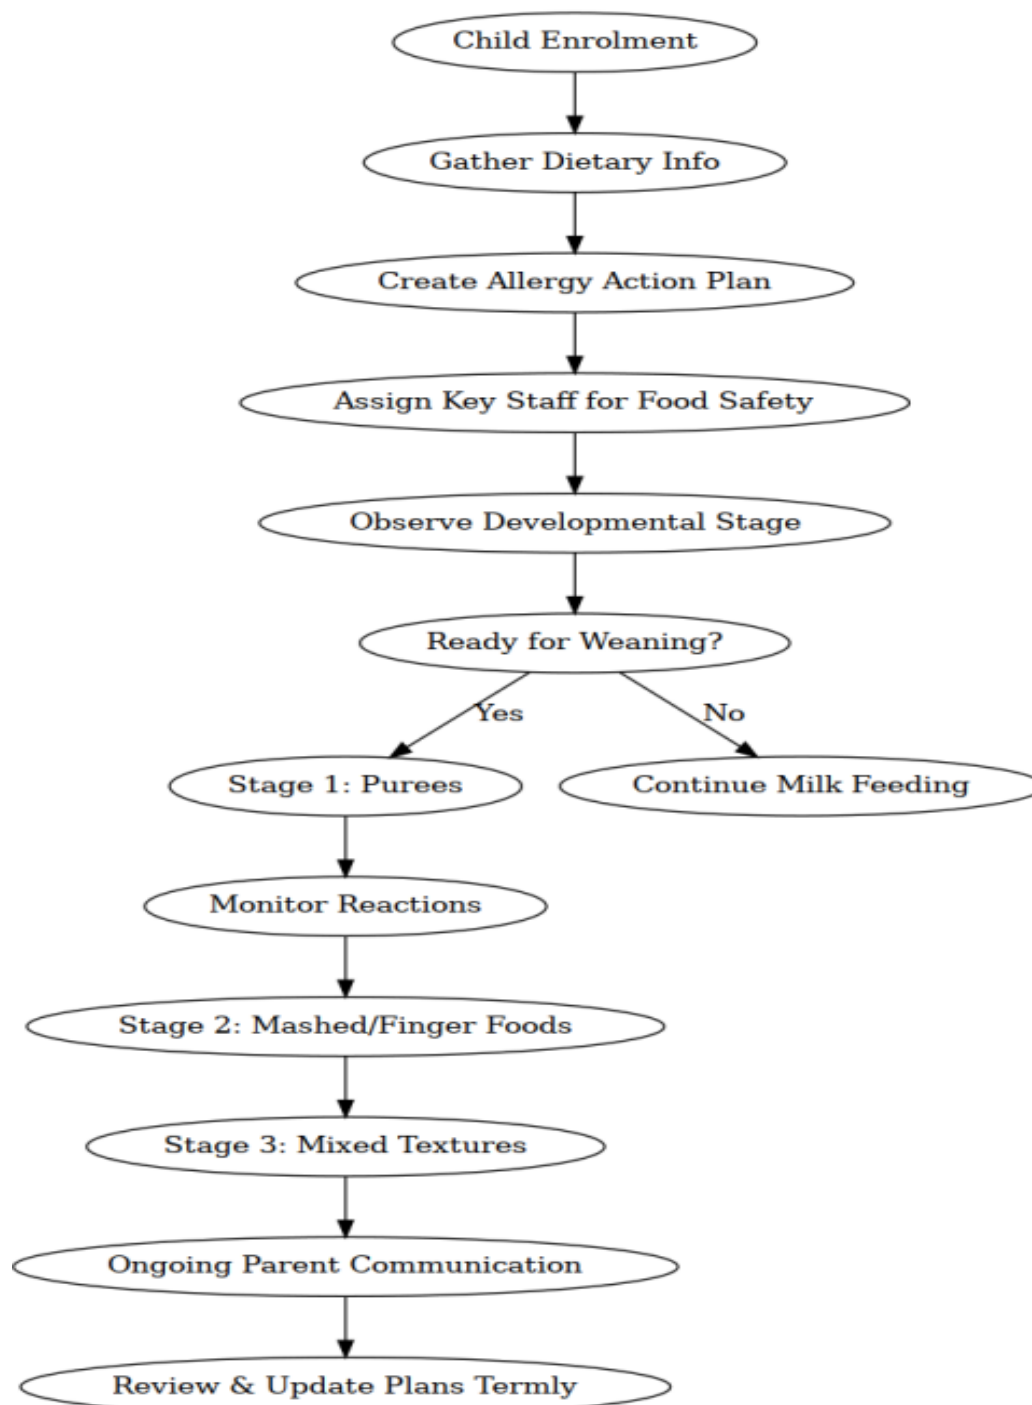 Child Enrolment
Gather Dietary Info
Create Allergy Action Plan
Assign Key Staff for Food Safety
Observe Developmental Stage
Ready for Weaning?
Yes
No
Stage 1: Purees
Continue Milk Feeding
Monitor Reactions
Stage 2: Mashed/Finger Foods
Stage 3: Mixed Textures
Ongoing Parent Communication
Review & Update Plans Termly